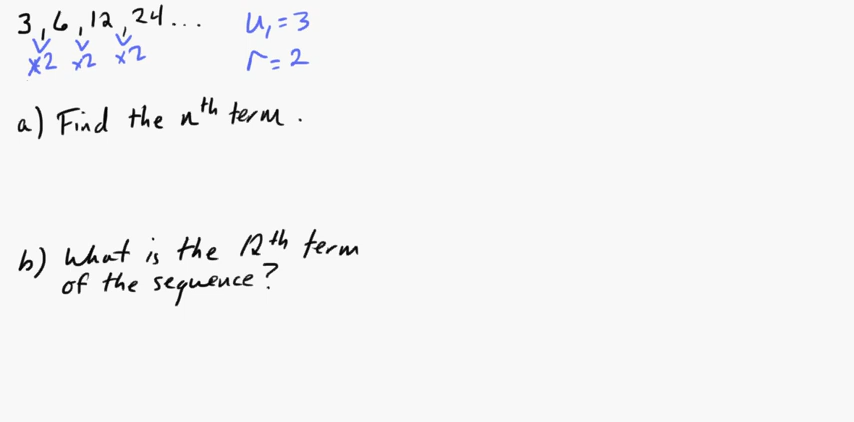 3, 6, 12, 24... u₁ = 3
×2 ×2 ×2 r = 2
a) Find the nᵗʰ term.
b) What is the 12ᵗʰ term
of the sequence?